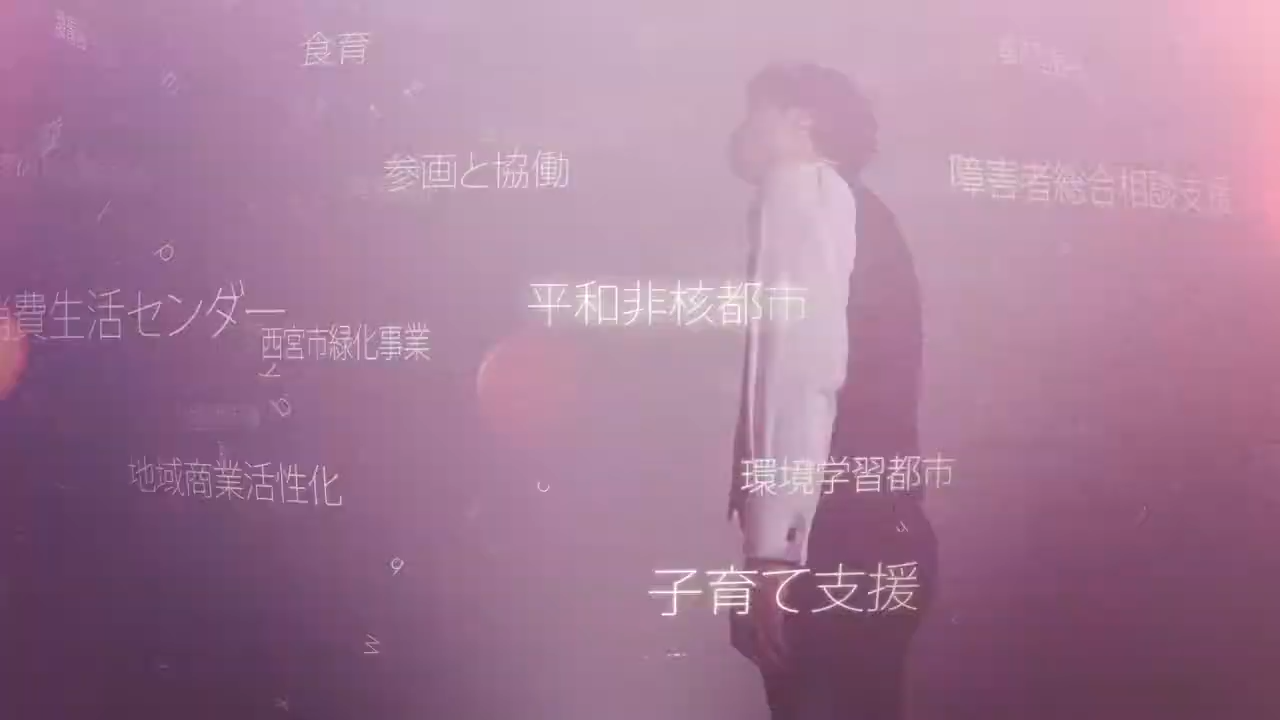 食育
参画と協働
障害者総合相談支援
消費生活センダー
平和非核都市
西宮市緑化事業
地域商業活性化
環境学習都市
子育て支援